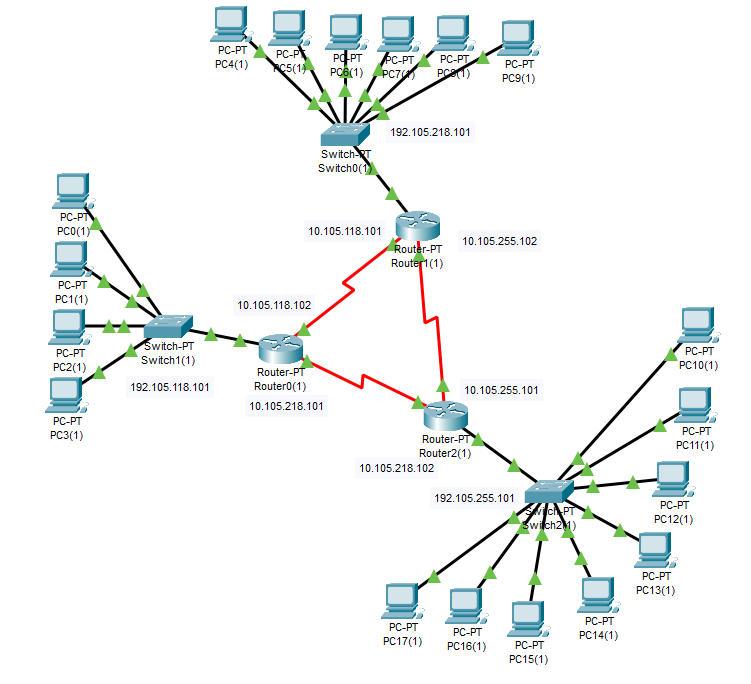 PC-PT
PC4(1)
PC-PT
PC5(1)
PC-PT
PC6(1)
PC-PT
PC7(1)
PC-PT
PC8(1)
PC-PT
PC9(1)
192.105.218.101
Switch-PT
Switch0(1)
PC-PT
PC0(1)
10.105.118.101
Router-PT
Router1(1)
10.105.255.102
PC-PT
PC1(1)
10.105.118.102
PC-PT
PC2(1)
Switch-PT
Switch1(1)
192.105.118.101
Router-PT
Router0(1)
10.105.218.101
PC-PT
PC3(1)
10.105.255.101
Router-PT
Router2(1)
10.105.218.102
PC-PT
PC10(1)
PC-PT
PC11(1)
192.105.255.101
Switch-PT
Switch2(1)
PC-PT
PC12(1)
PC-PT
PC13(1)
PC-PT
PC14(1)
PC-PT
PC15(1)
PC-PT
PC16(1)
PC-PT
PC17(1)